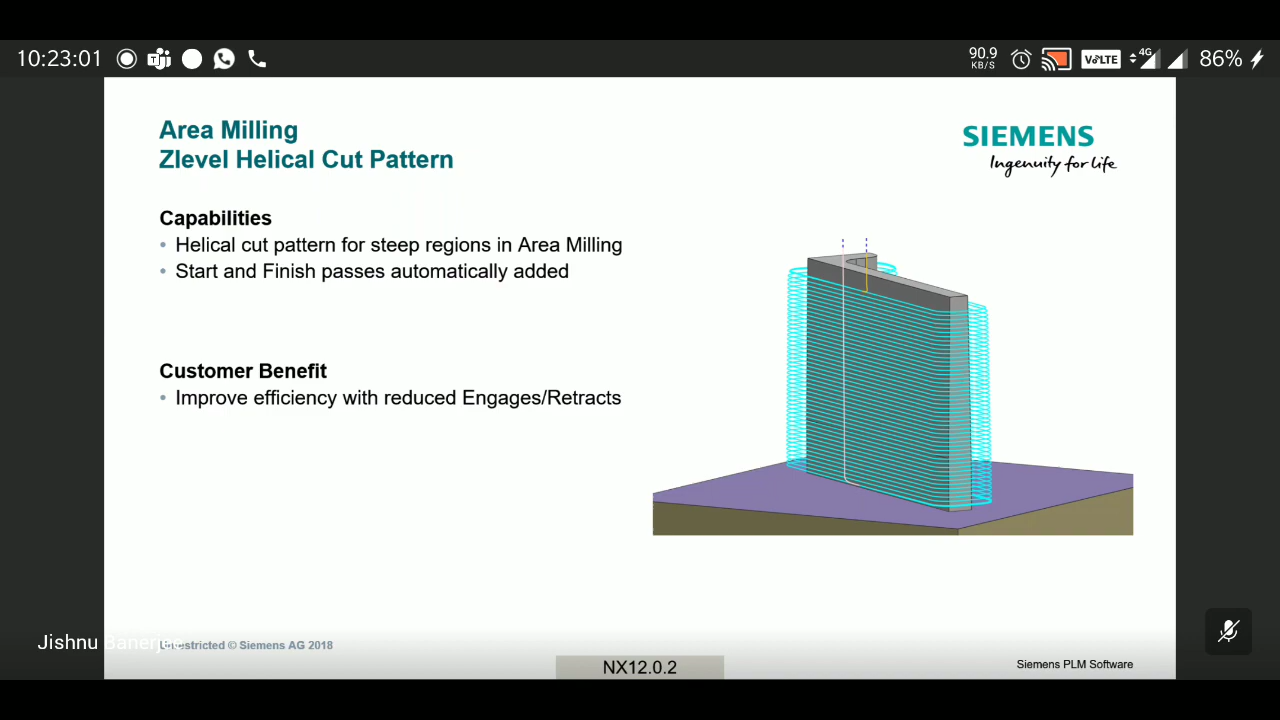 10:23:01
90.9
KB/S
VoLTE
4G
86%
Area Milling
Zlevel Helical Cut Pattern
SIEMENS
Ingenuity for life
Capabilities
• Helical cut pattern for steep regions in Area Milling
• Start and Finish passes automatically added
Customer Benefit
• Improve efficiency with reduced Engages/Retracts
Jishnu Banerjee
Unrestricted © Siemens AG 2018
NX12.0.2
Siemens PLM Software